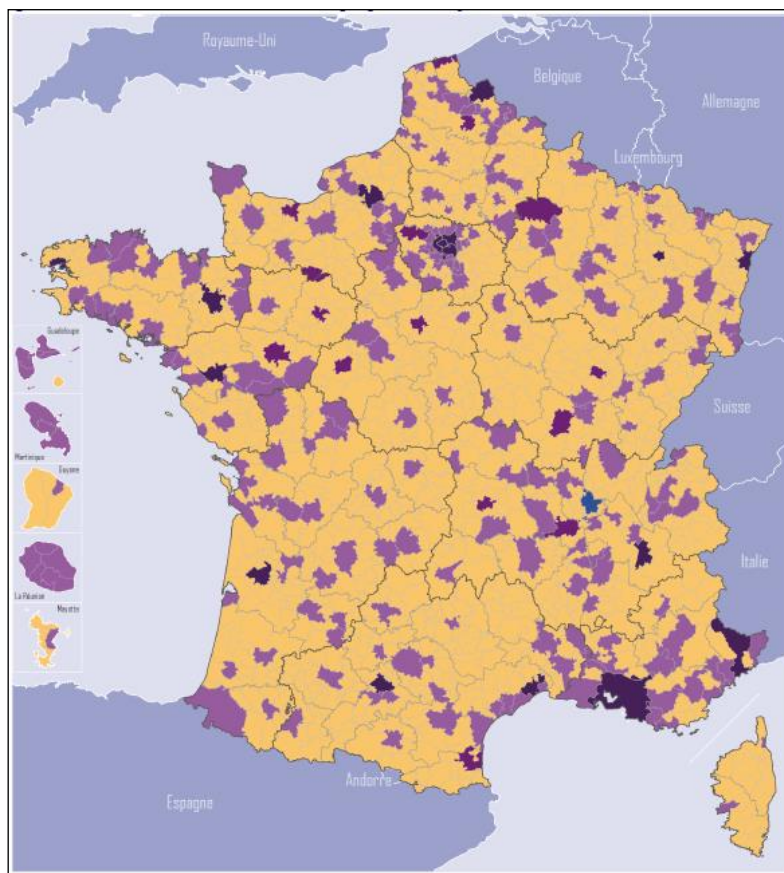 Royaume-Uni
Belgique
Allemagne
Luxembourg
Guadeloupe
Suisse
Martinique
Guyane
Italie
La Réunion
Mayotte
Andorre
Espagne